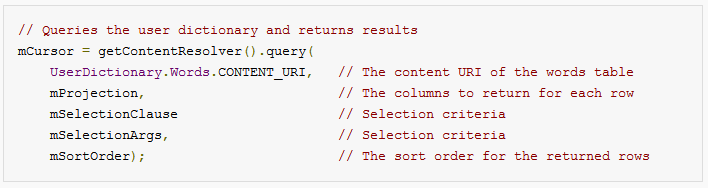 // Queries the user dictionary and returns results
mCursor = getContentResolver().query(
    UserDictionary.Words.CONTENT_URI,   // The content URI of the words table
    mProjection,                        // The columns to return for each row
    mSelectionClause                    // Selection criteria
    mSelectionArgs,                     // Selection criteria
    mSortOrder);                        // The sort order for the returned rows